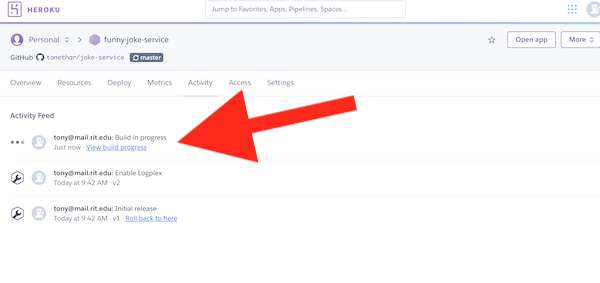 HEROKU
Jump to Favorites, Apps, Pipelines, Spaces...
Personal funny-joke-service
Open app
More
GitHub tonethar/joke-service master
Overview Resources Deploy Metrics Activity Access Settings
Activity Feed
tony@mail.rit.edu: Build in progress
Just now · View build progress
tony@mail.rit.edu: Enable Logplex
Today at 9:42 AM · v2
tony@mail.rit.edu: Initial release
Today at 9:42 AM · v1 · Roll back to here